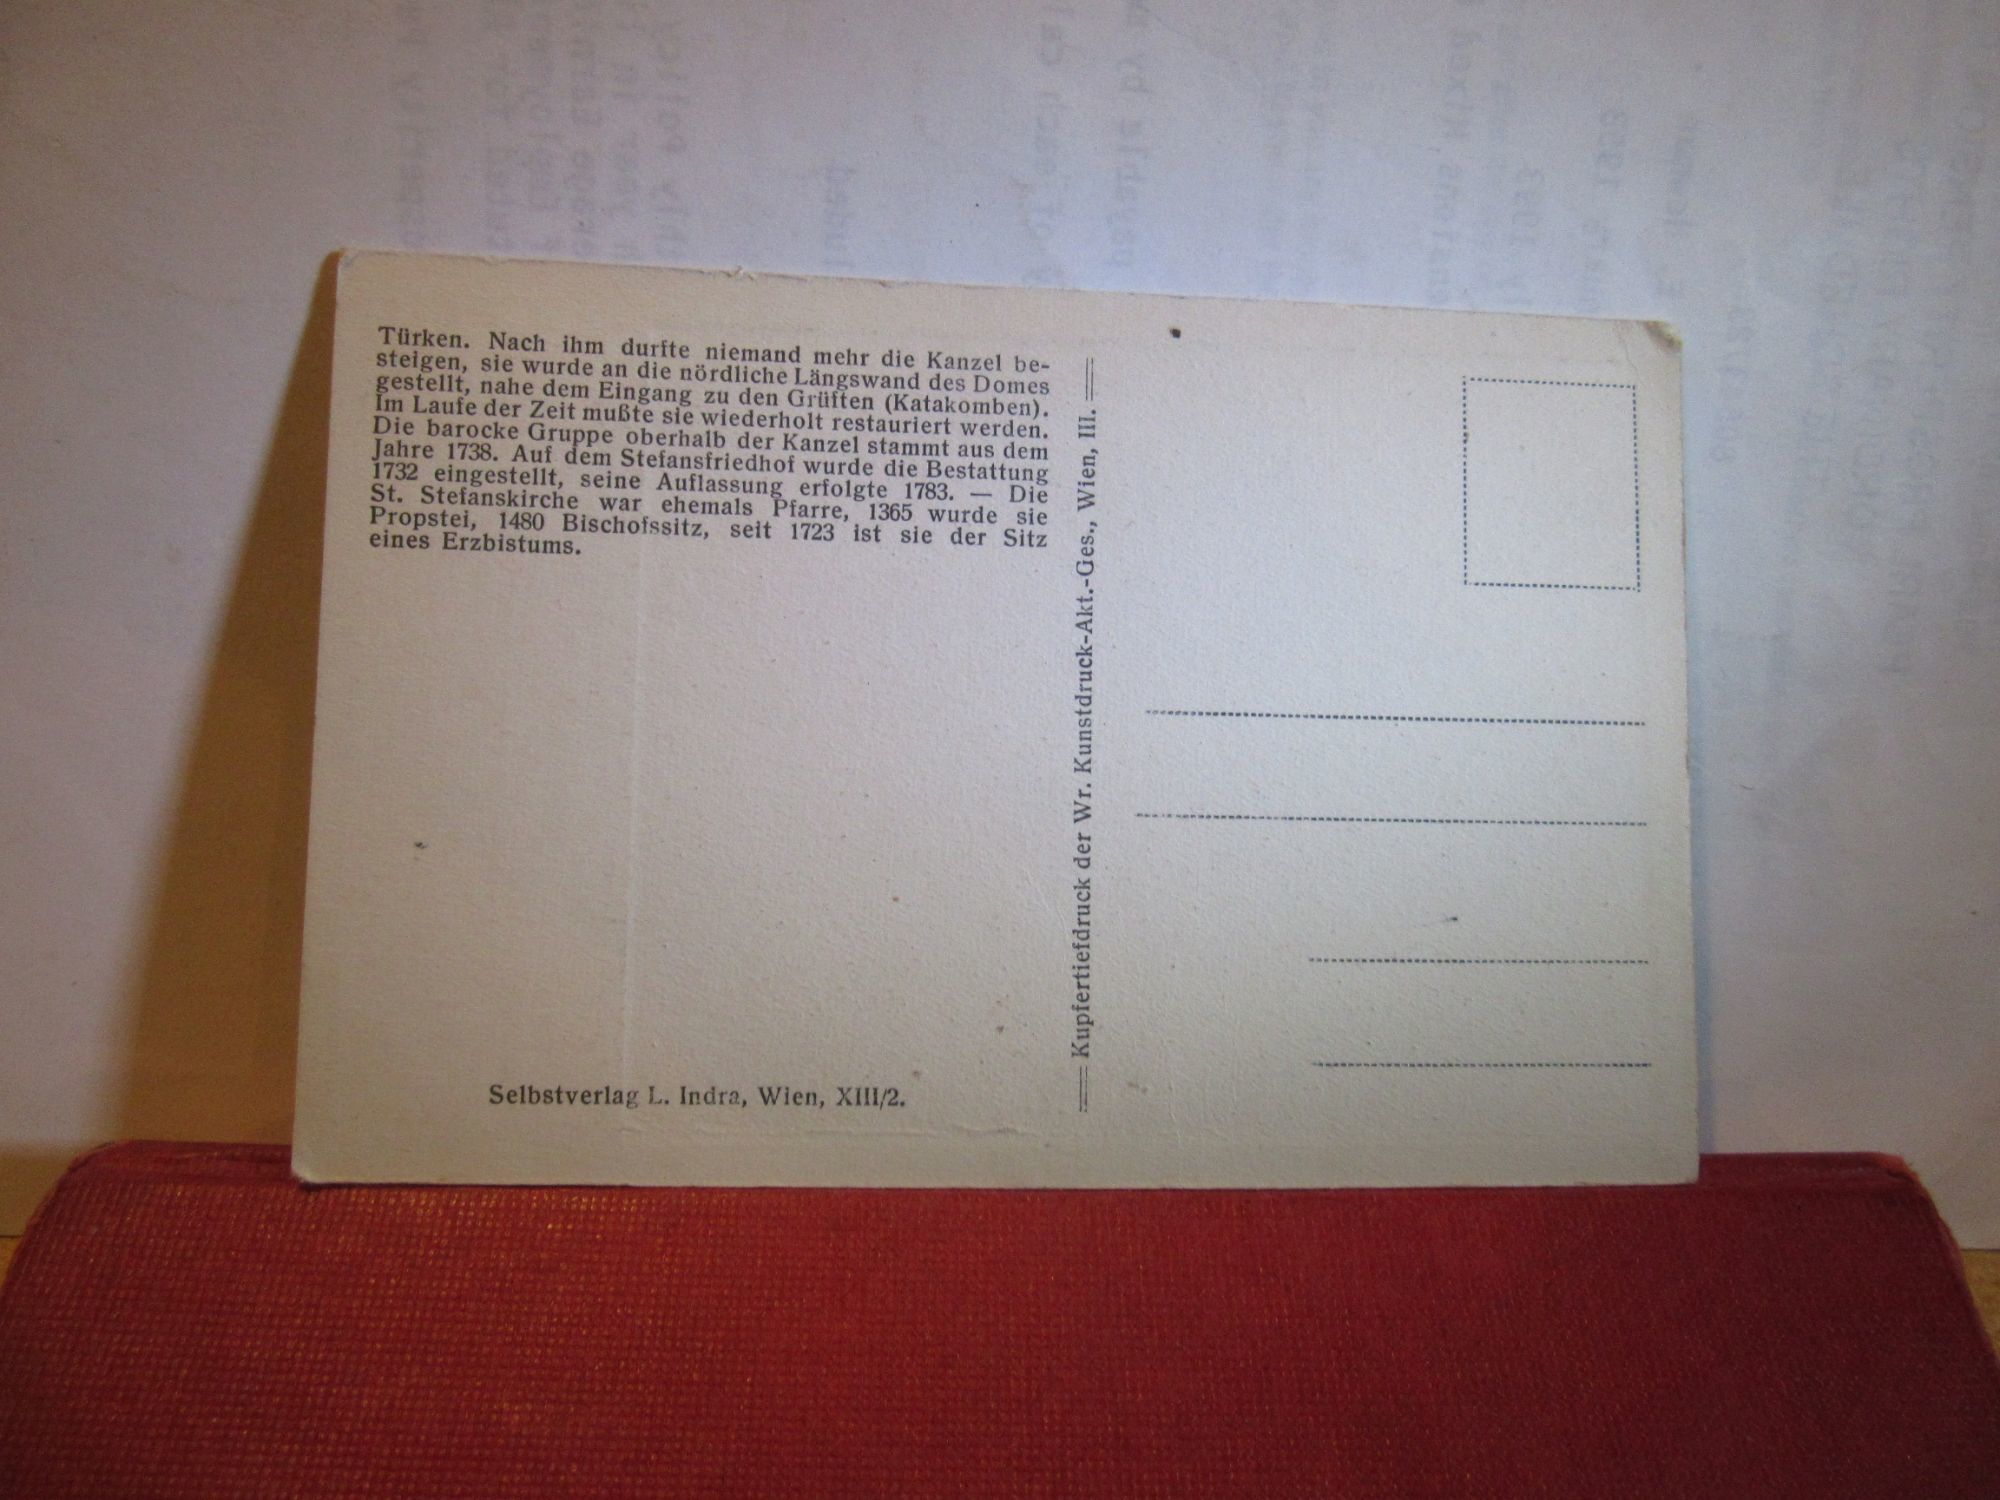 Türken. Nach ihm durfte niemand mehr die Kanzel be-
steigen, sie wurde an die nördliche Längswand des Domes
gestellt, nahe dem Eingang zu den Grüften (Katakomben).
Im Laufe der Zeit mußte sie wiederholt restauriert werden.
Die barocke Gruppe oberhalb der Kanzel stammt aus dem
Jahre 1738. Auf dem Stefansfriedhof wurde die Bestattung
1732 eingestellt, seine Auflassung erfolgte 1783. — Die
St. Stefanskirche war ehemals Pfarre, 1365 wurde sie
Propstei, 1480 Bischofssitz, seit 1723 ist sie der Sitz
eines Erzbistums.
Selbstverlag L. Indra, Wien, XIII/2.
Kupfertiefdruck der Wr. Kunstdruck-Akt.-Ges., Wien, III.